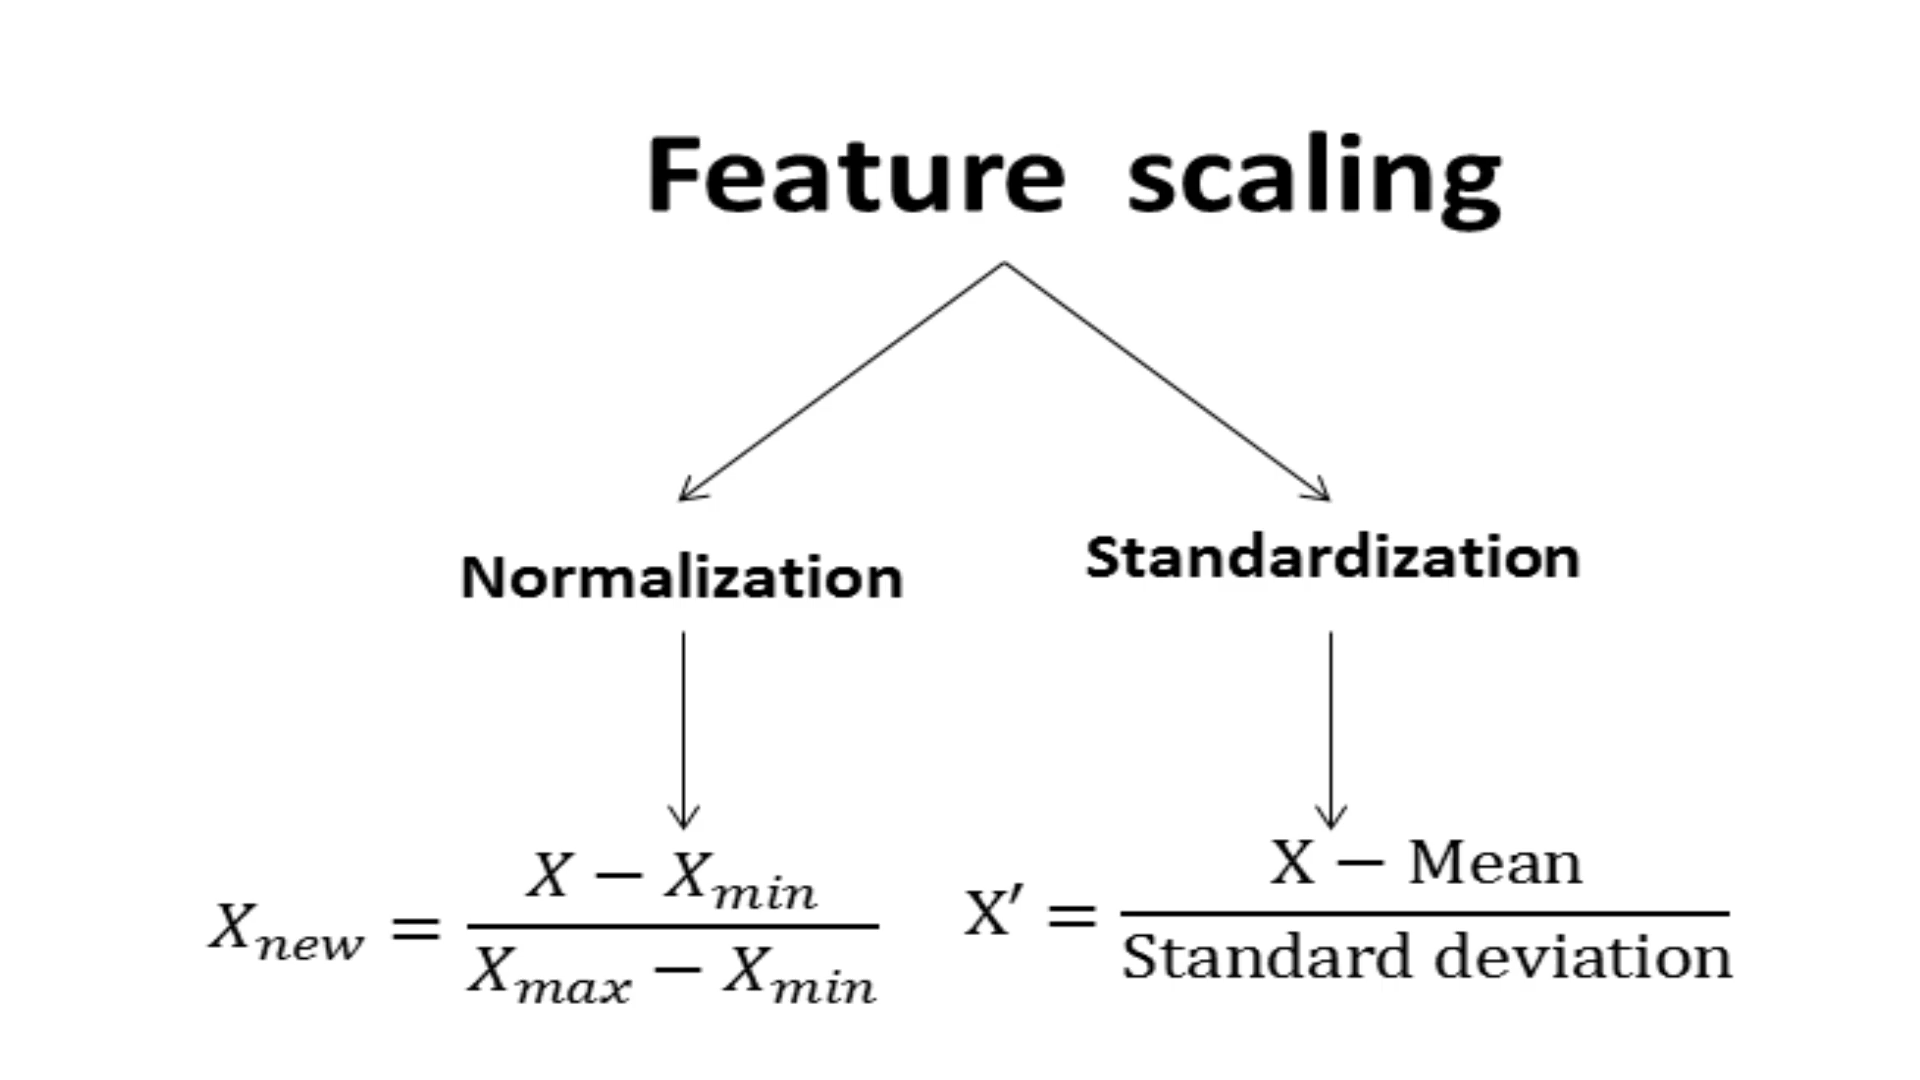 Feature scaling
Normalization
Standardization
X_new = (X − X_min) / (X_max − X_min)
X′ = (X − Mean) / (Standard deviation)